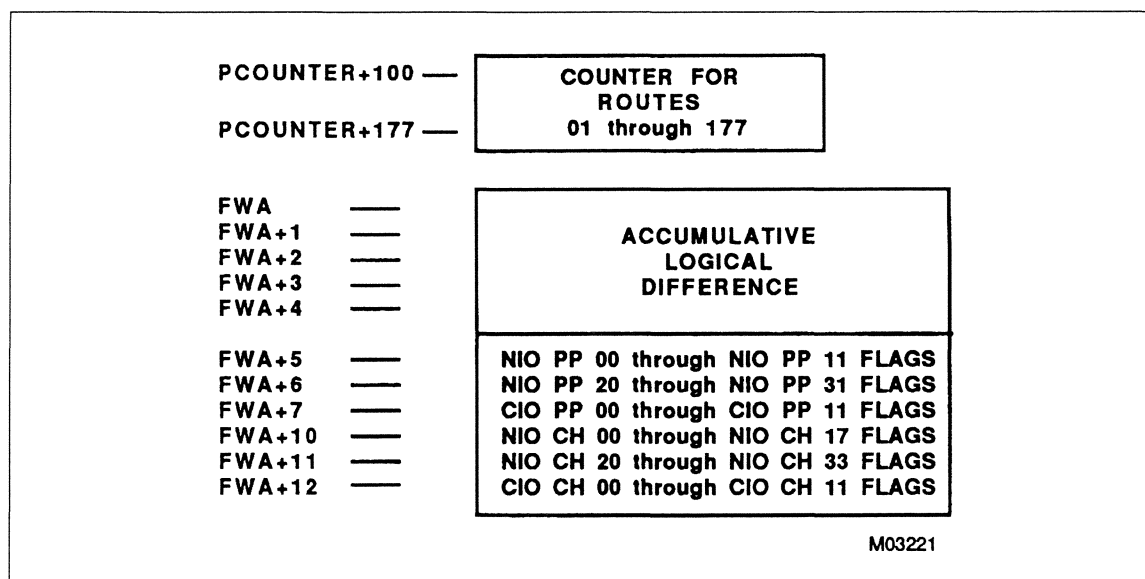 PCOUNTER+100
COUNTER FOR
ROUTES
PCOUNTER+177
01 through 177
FWA
FWA+1
FWA+2
FWA+3
FWA+4
ACCUMULATIVE
LOGICAL
DIFFERENCE
FWA+5 NIO PP 00 through NIO PP 11 FLAGS
FWA+6 NIO PP 20 through NIO PP 31 FLAGS
FWA+7 CIO PP 00 through CIO PP 11 FLAGS
FWA+10 NIO CH 00 through NIO CH 17 FLAGS
FWA+11 NIO CH 20 through NIO CH 33 FLAGS
FWA+12 CIO CH 00 through CIO CH 11 FLAGS
M03221